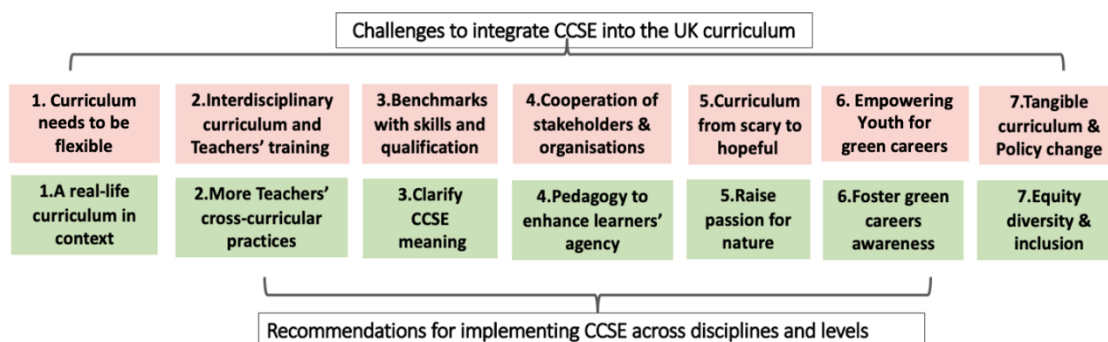 Challenges to integrate CCSE into the UK curriculum
1. Curriculum
needs to be
flexible
2.Interdisciplinary
curriculum and
Teachers' training
3.Benchmarks
with skills and
qualification
4.Cooperation of
stakeholders &
organisations
5.Curriculum
from scary to
hopeful
6. Empowering
Youth for
green careers
7.Tangible
curriculum &
Policy change
1.A real-life
curriculum in
context
2.More Teachers'
cross-curricular
practices
3.Clarify
CCSE
meaning
4.Pedagogy to
enhance learners'
agency
5.Raise
passion for
nature
6.Foster green
careers
awareness
7.Equity
diversity &
inclusion
Recommendations for implementing CCSE across disciplines and levels